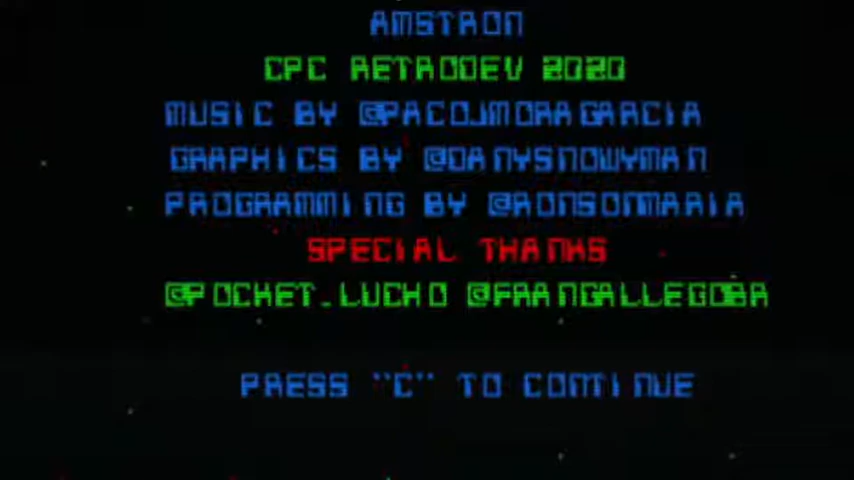 AMSTRON
CPC RETRODEV 2020
MUSIC BY @PACOJMORAGARCIA
GRAPHICS BY @DANYSNOWYMAN
PROGRAMMING BY @RONSONMARIA
SPECIAL THANKS
@POCKET_LUCHO @FRANGALLEGOBR
PRESS "C" TO CONTINUE